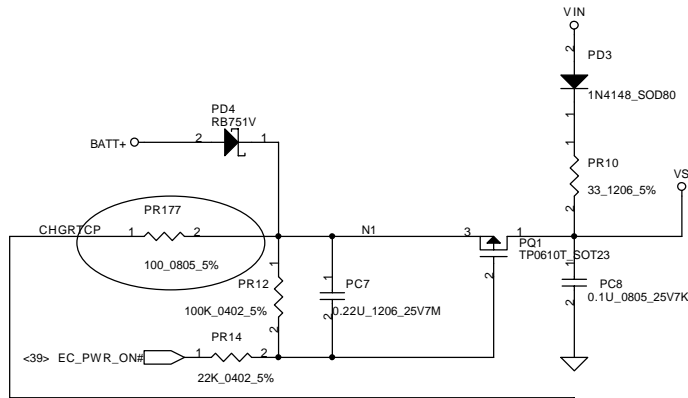 VIN
2
PD3
1N4148_SOD80
1
PD4
RB751V
BATT+
2
1
1
PR10
33_1206_5%
2
VS
CHGRTCP
PR177
1
2
N1
3
1
100_0805_5%
PQ1
TP0610T_SOT23
1
PR12
1
PC7
2
1
PC8
100K_0402_5%
0.22U_1206_25V7M
0.1U_0805_25V7K
2
2
2
PR14
<39>
EC_PWR_ON#
1
2
22K_0402_5%